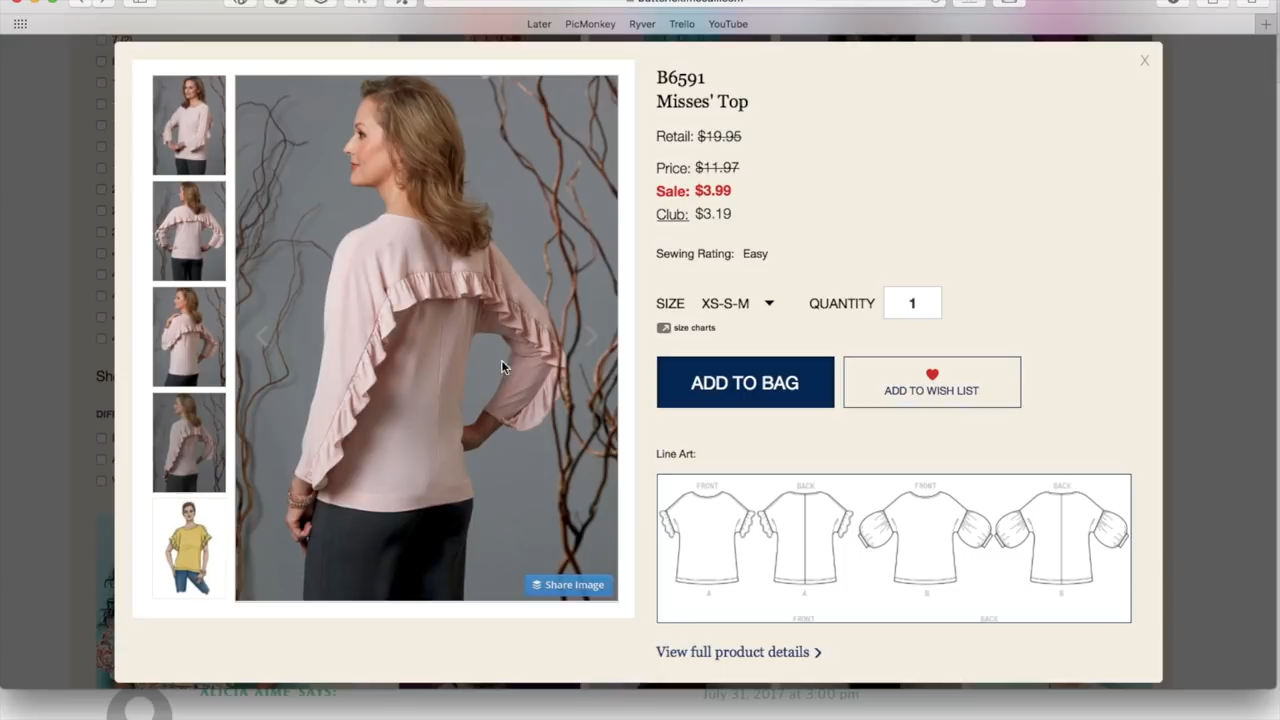 Later PicMonkey Ryver Trello YouTube
X
B6591
Misses' Top
Retail: $19.95
Price: $11.97
Sale: $3.99
Club: $3.19
Sewing Rating: Easy
SIZE XS-S-M QUANTITY 1
size charts
ADD TO BAG
ADD TO WISH LIST
Line Art:
FRONT BACK FRONT BACK
A A B B
FRONT BACK
Share Image
View full product details >
ALICIA AIME SAYS:
July 31, 2017 at 3:00 pm